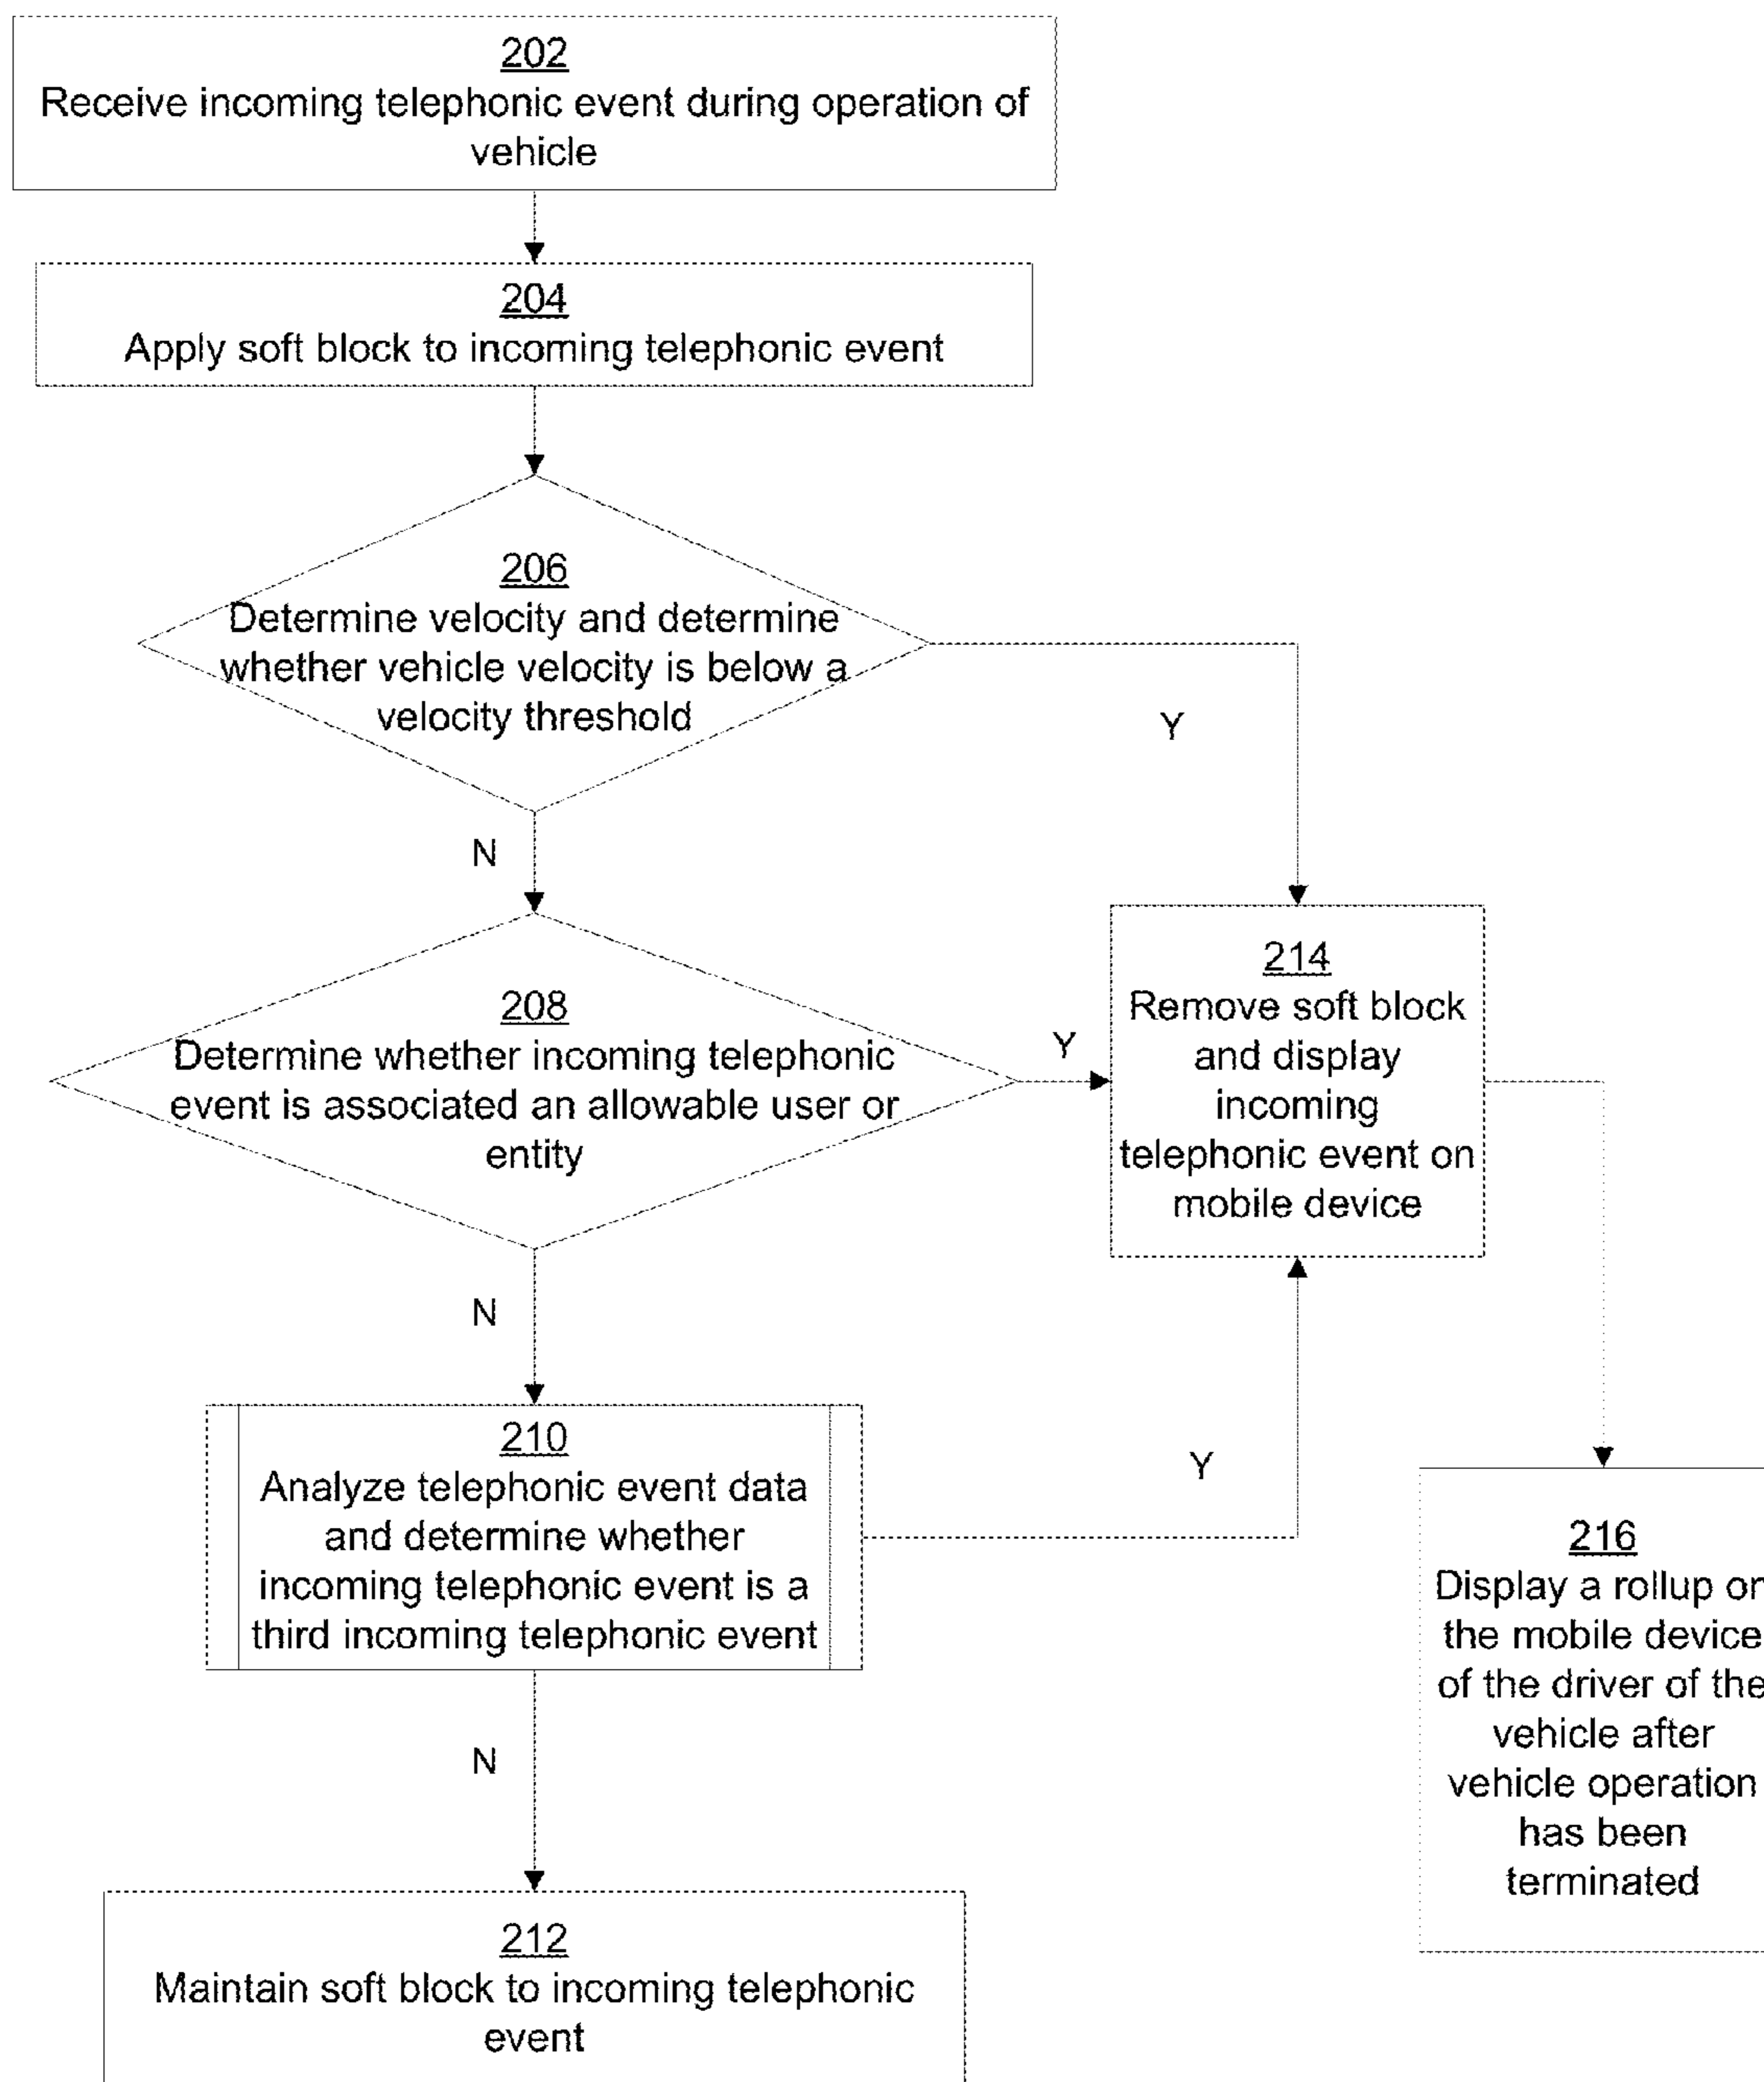 202
Receive incoming telephonic event during operation of
vehicle
204
Apply soft block to incoming telephonic event
206
Determine velocity and determine
whether vehicle velocity is below a
velocity threshold
Y
N
208
Determine whether incoming telephonic
event is associated an allowable user or
entity
Y
214
Remove soft block
and display
incoming
telephonic event on
mobile device
N
210
Analyze telephonic event data
and determine whether
incoming telephonic event is a
third incoming telephonic event
Y
216
Display a rollup on
the mobile device
of the driver of the
vehicle after
vehicle operation
has been
terminated
N
212
Maintain soft block to incoming telephonic
event